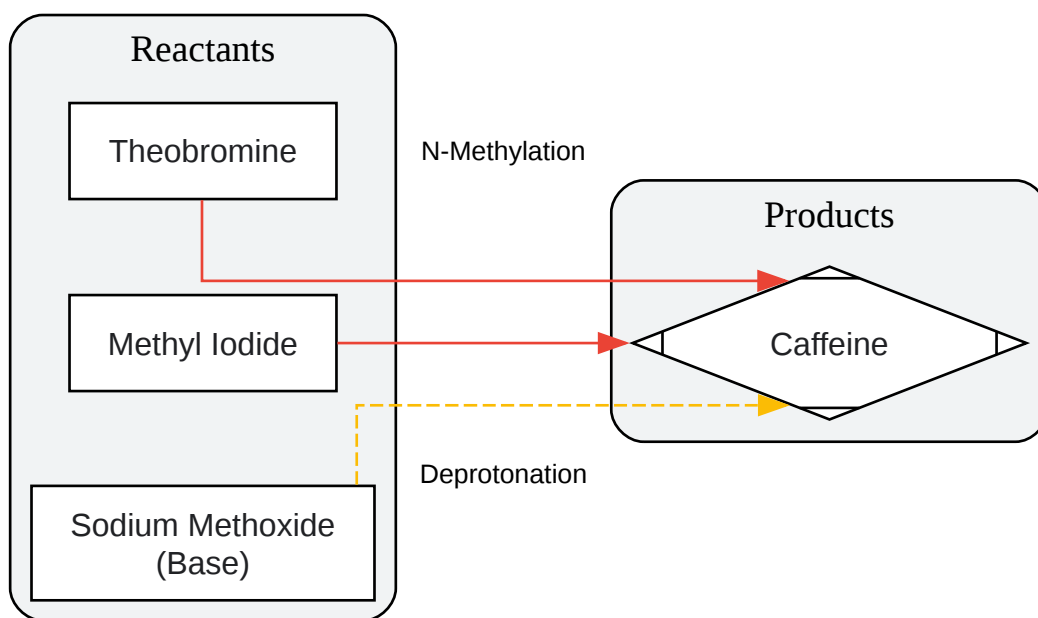 Reactants
Theobromine
N-Methylation
Products
Methyl Iodide
Caffeine
Deprotonation
Sodium Methoxide
(Base)